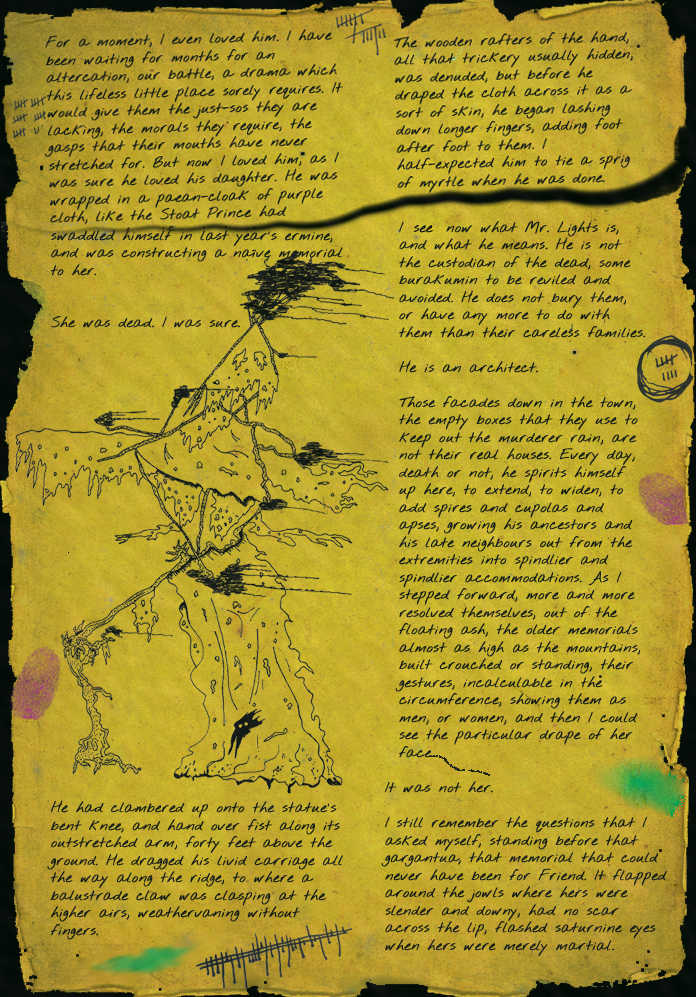 For a moment, I even loved him. I have
been waiting for months for an
altercation, our battle, a drama which
this lifeless little place sorely requires. It
would give them the just-sos they are
lacking, the morals they require, the
gasps that their mouths have never
stretched for. But now I loved him, as I
was sure he loved his daughter. He was
wrapped in a paean-cloak of purple
cloth, like the Stoat Prince had
swaddled himself in last year's ermine,
and was constructing a naive memorial
to her.
She was dead. I was sure.
He had clambered up onto the statue's
bent knee, and hand over fist along its
outstretched arm, forty feet above the
ground. He dragged his livid carriage all
the way along the ridge, to where a
balustrade claw was clasping at the
higher airs, weathervaning without
fingers.
The wooden rafters of the hand,
all that trickery usually hidden,
was denuded, but before he
draped the cloth across it as a
sort of skin, he began lashing
down longer fingers, adding foot
after foot to them. I
half-expected him to tie a sprig
of myrtle when he was done.
I see now what Mr. Lights is,
and what he means. He is not
the custodian of the dead, some
burakumin to be reviled and
avoided. He does not bury them,
or have any more to do with
them than their careless families.
He is an architect.
Those facades down in the town,
the empty boxes that they use to
keep out the murderer rain, are
not their real houses. Every day,
death or not, he spirits himself
up here, to extend, to widen, to
add spires and cupolas and
apses, growing his ancestors and
his late neighbours out from the
extremities into spindlier and
spindlier accommodations. As I
stepped forward, more and more
resolved themselves, out of the
floating ash, the older memorials
almost as high as the mountains,
built crouched or standing, their
gestures, incalculable in the
circumference, showing them as
men, or women, and then I could
see the particular drape of her
face.
It was not her.
I still remember the questions that I
asked myself, standing before that
gargantua, that memorial that could
never have been for Friend. It flapped
around the jowls where hers were
slender and downy, had no scar
across the lip, flashed saturnine eyes
when hers were merely martial.